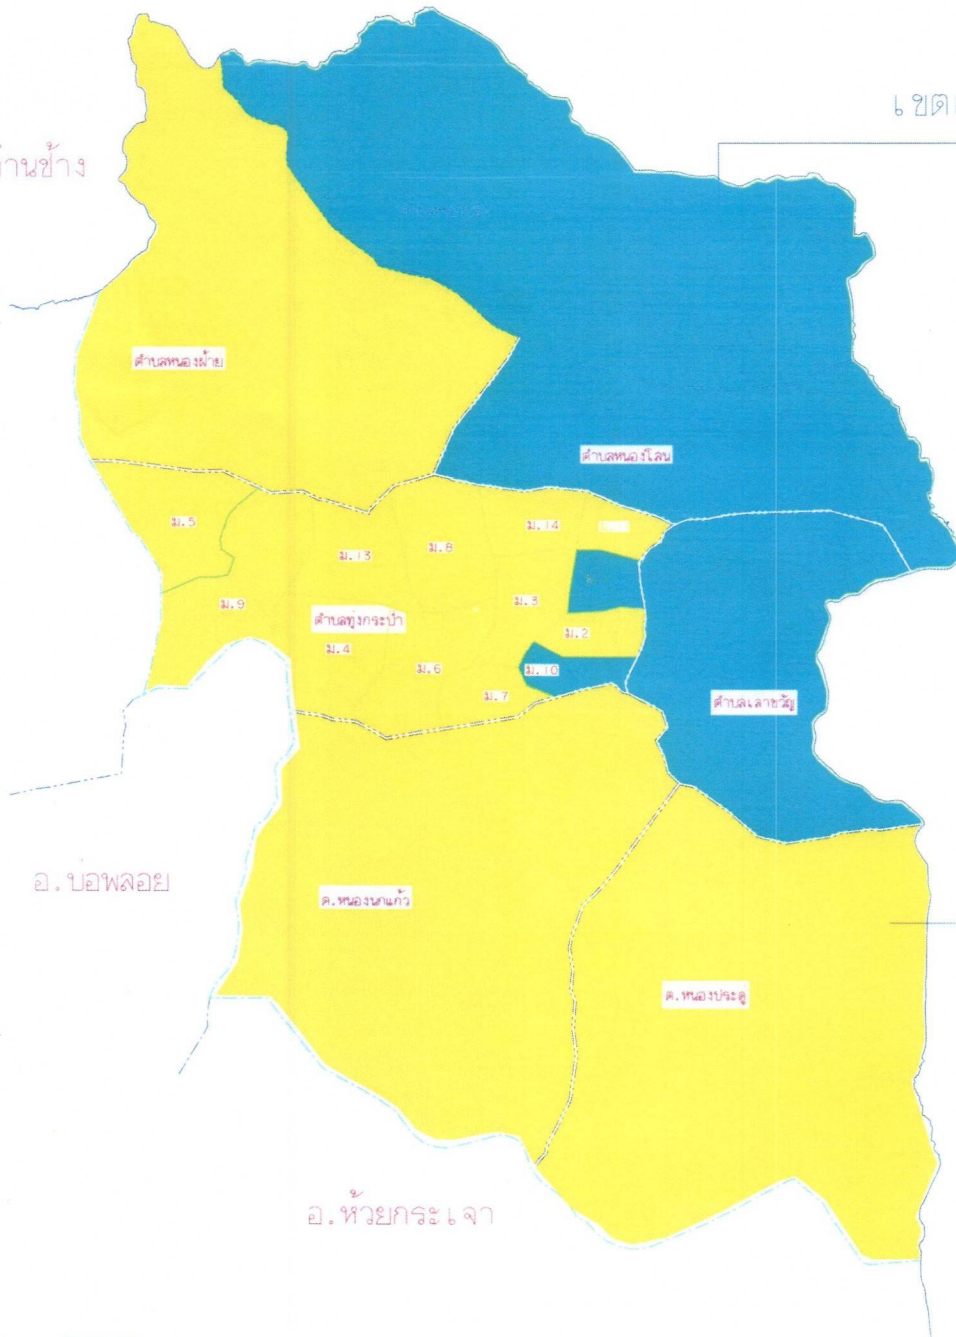 เขต
านช้าง
ตำบลหนองฝ้าย
ตำบลหนองโสน
ม.5
ม.14
ม.13
ม.8
ม.9
ม.3
ตำบลทุ่งกระบ่ำ
ม.2
ม.4
ม.6
ม.10
ม.7
ตำบลเลาขวัญ
อ.บ่อพลอย
ต.หนองนกแก้ว
ต.หนองประดู่
อ.ห้วยกระเจา